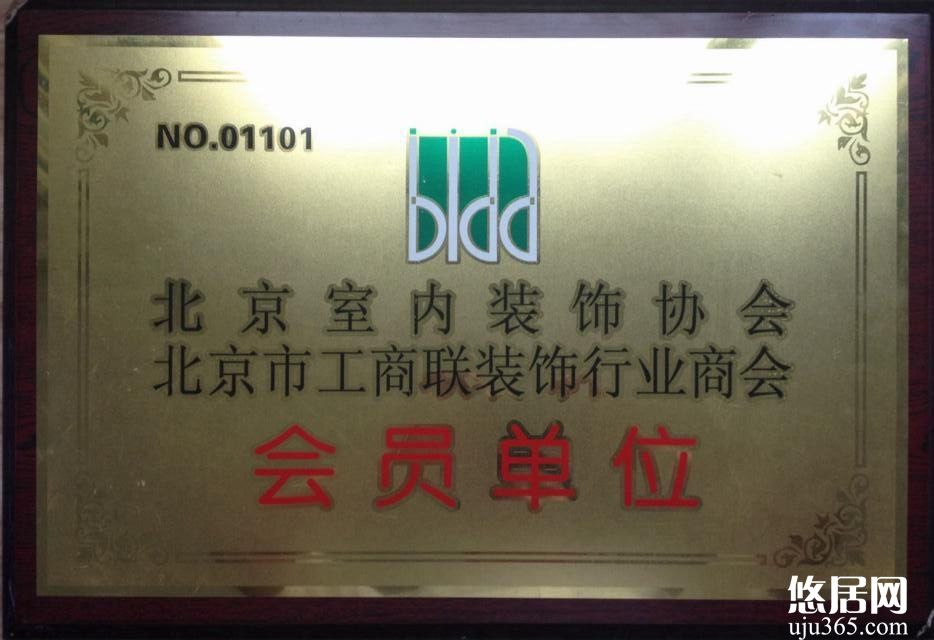 NO.01101
bida
北京室内装饰协会
北京市工商联装饰行业商会
会员单位
悠居网
uju365.com